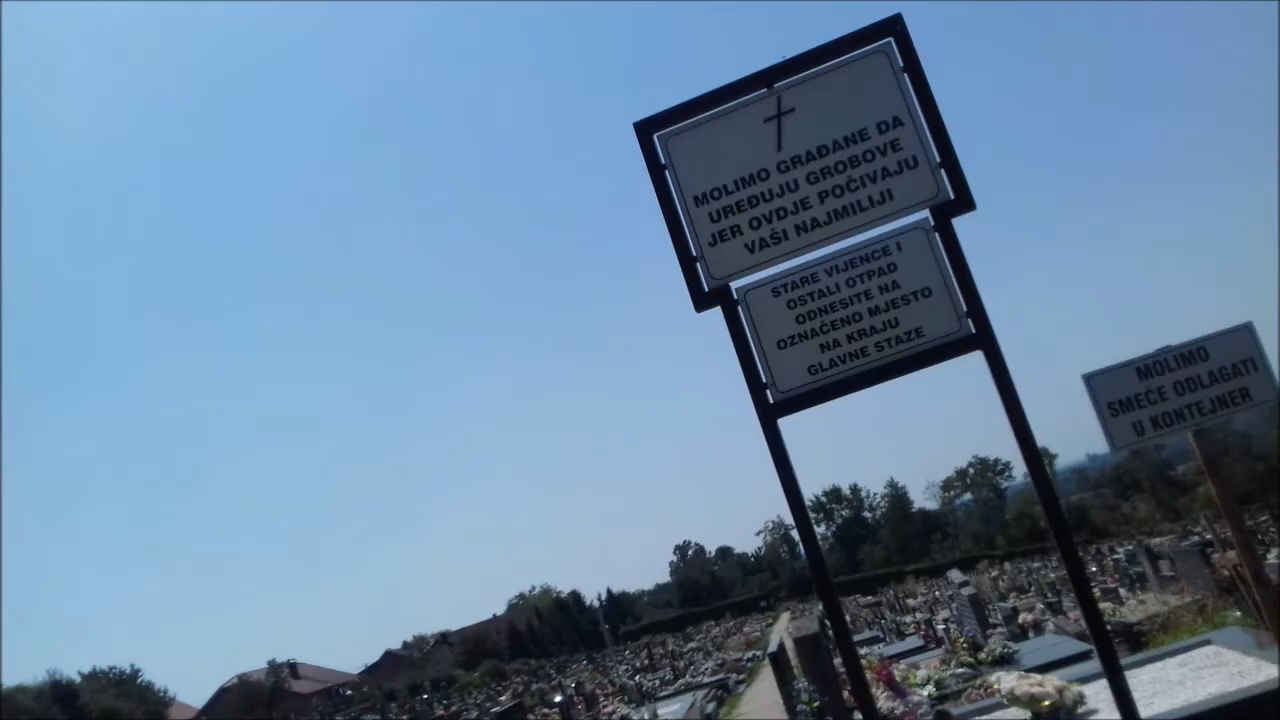 MOLIMO GRAĐANE DA
UREĐUJU GROBOVE
JER OVDJE POČIVAJU
VAŠI NAJMILIJI
STARE VIJENCE I
OSTALI OTPAD
ODNESITE NA
OZNAČENO MJESTO
NA KRAJU
GLAVNE STAZE
MOLIMO
SMEĆE ODLAGATI
U KONTEJNER